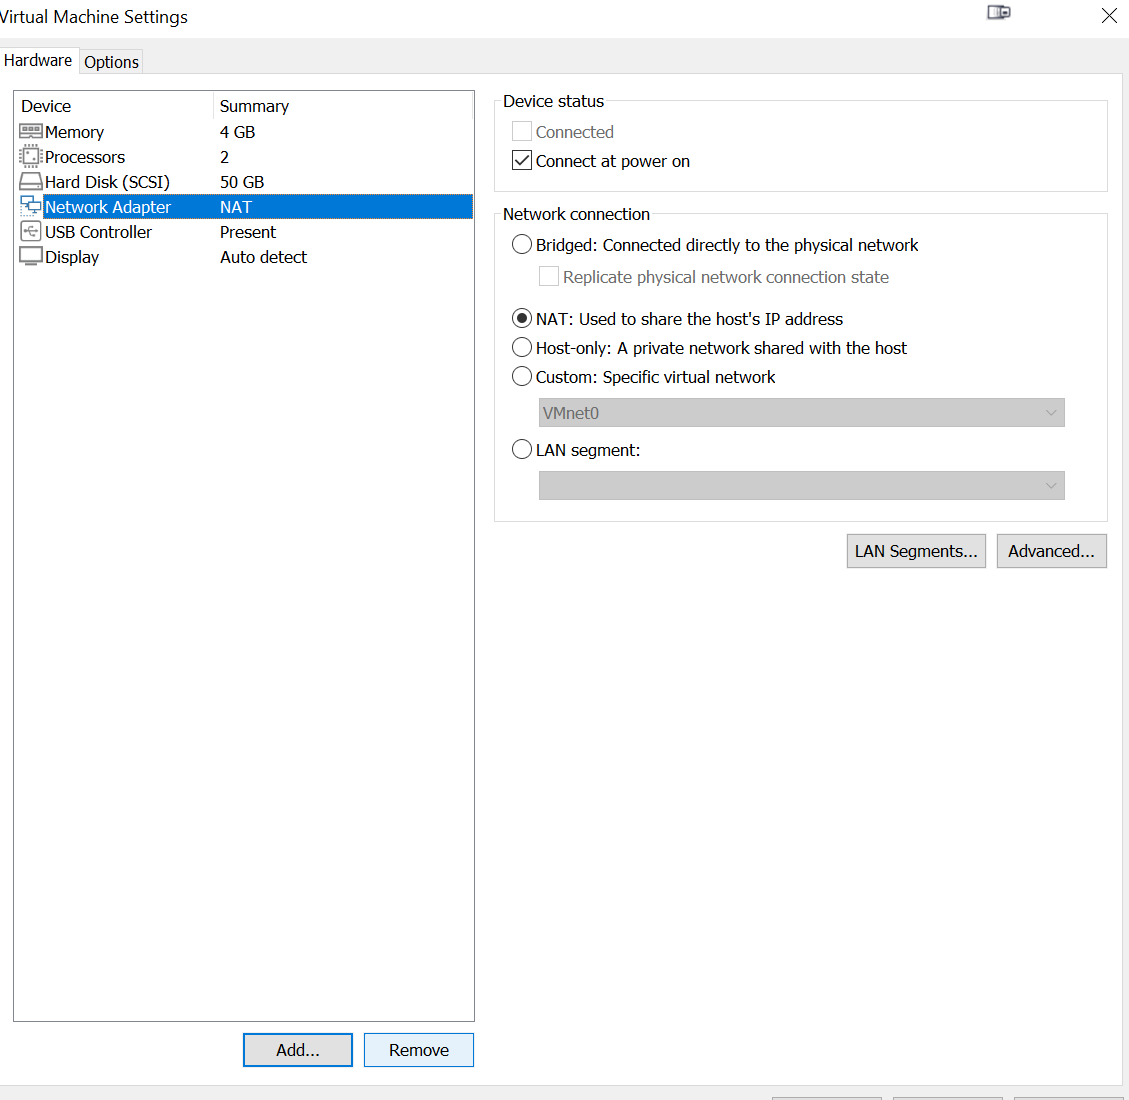 Virtual Machine Settings
Hardware Options
Device Summary
Memory 4 GB
Processors 2
Hard Disk (SCSI) 50 GB
Network Adapter NAT
USB Controller Present
Display Auto detect
Add... Remove
Device status
Connected
Connect at power on
Network connection
Bridged: Connected directly to the physical network
Replicate physical network connection state
NAT: Used to share the host's IP address
Host-only: A private network shared with the host
Custom: Specific virtual network
VMnet0
LAN segment:
LAN Segments... Advanced...